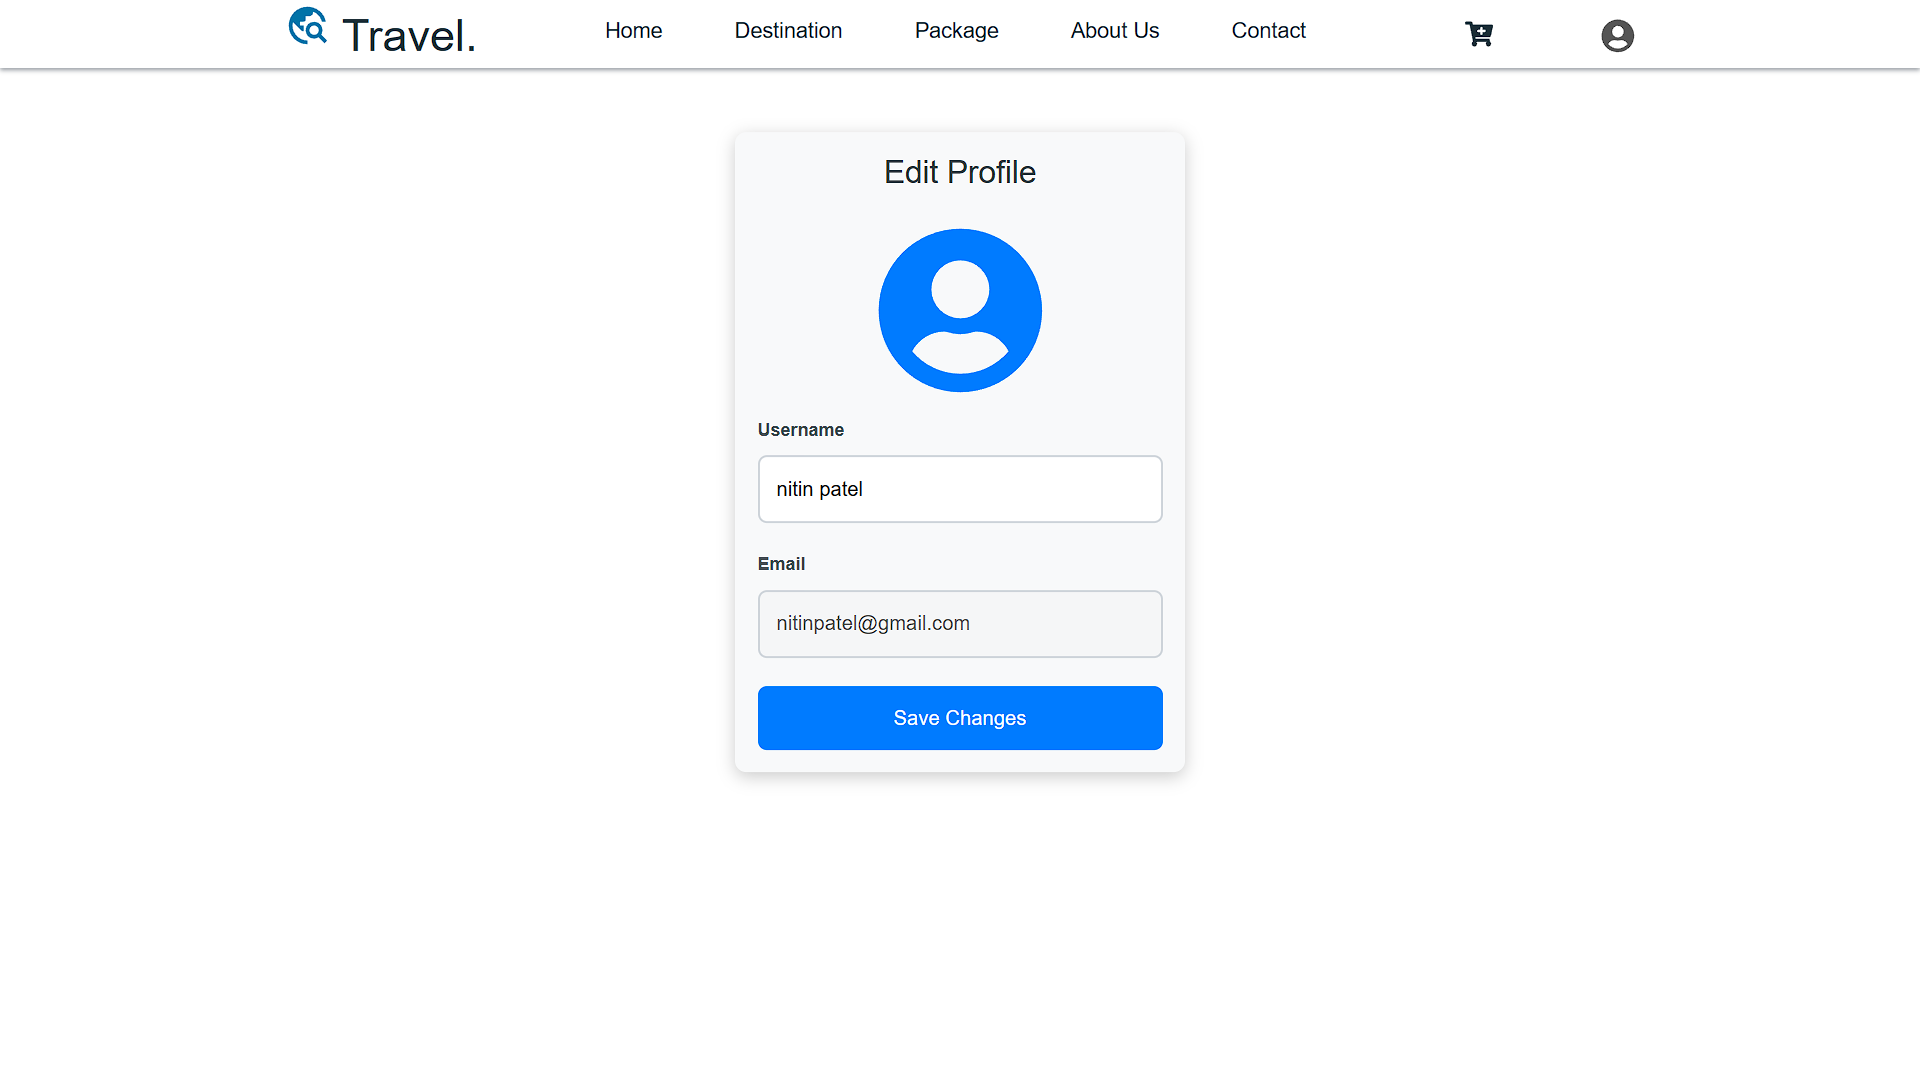 Travel.
Home
Destination
Package
About Us
Contact
Edit Profile
Username
nitin patel
Email
nitinpatel@gmail.com
Save Changes